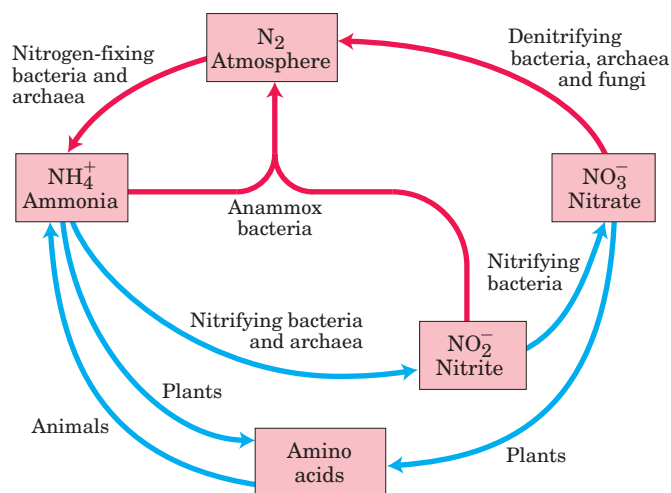 N₂
Atmosphere
Nitrogen-fixing
bacteria and
archaea
Denitrifying
bacteria, archaea
and fungi
NH₄⁺
Ammonia
NO₃⁻
Nitrate
Anammox
bacteria
Nitrifying
bacteria
Nitrifying bacteria
and archaea
NO₂⁻
Nitrite
Plants
Animals
Amino
acids
Plants